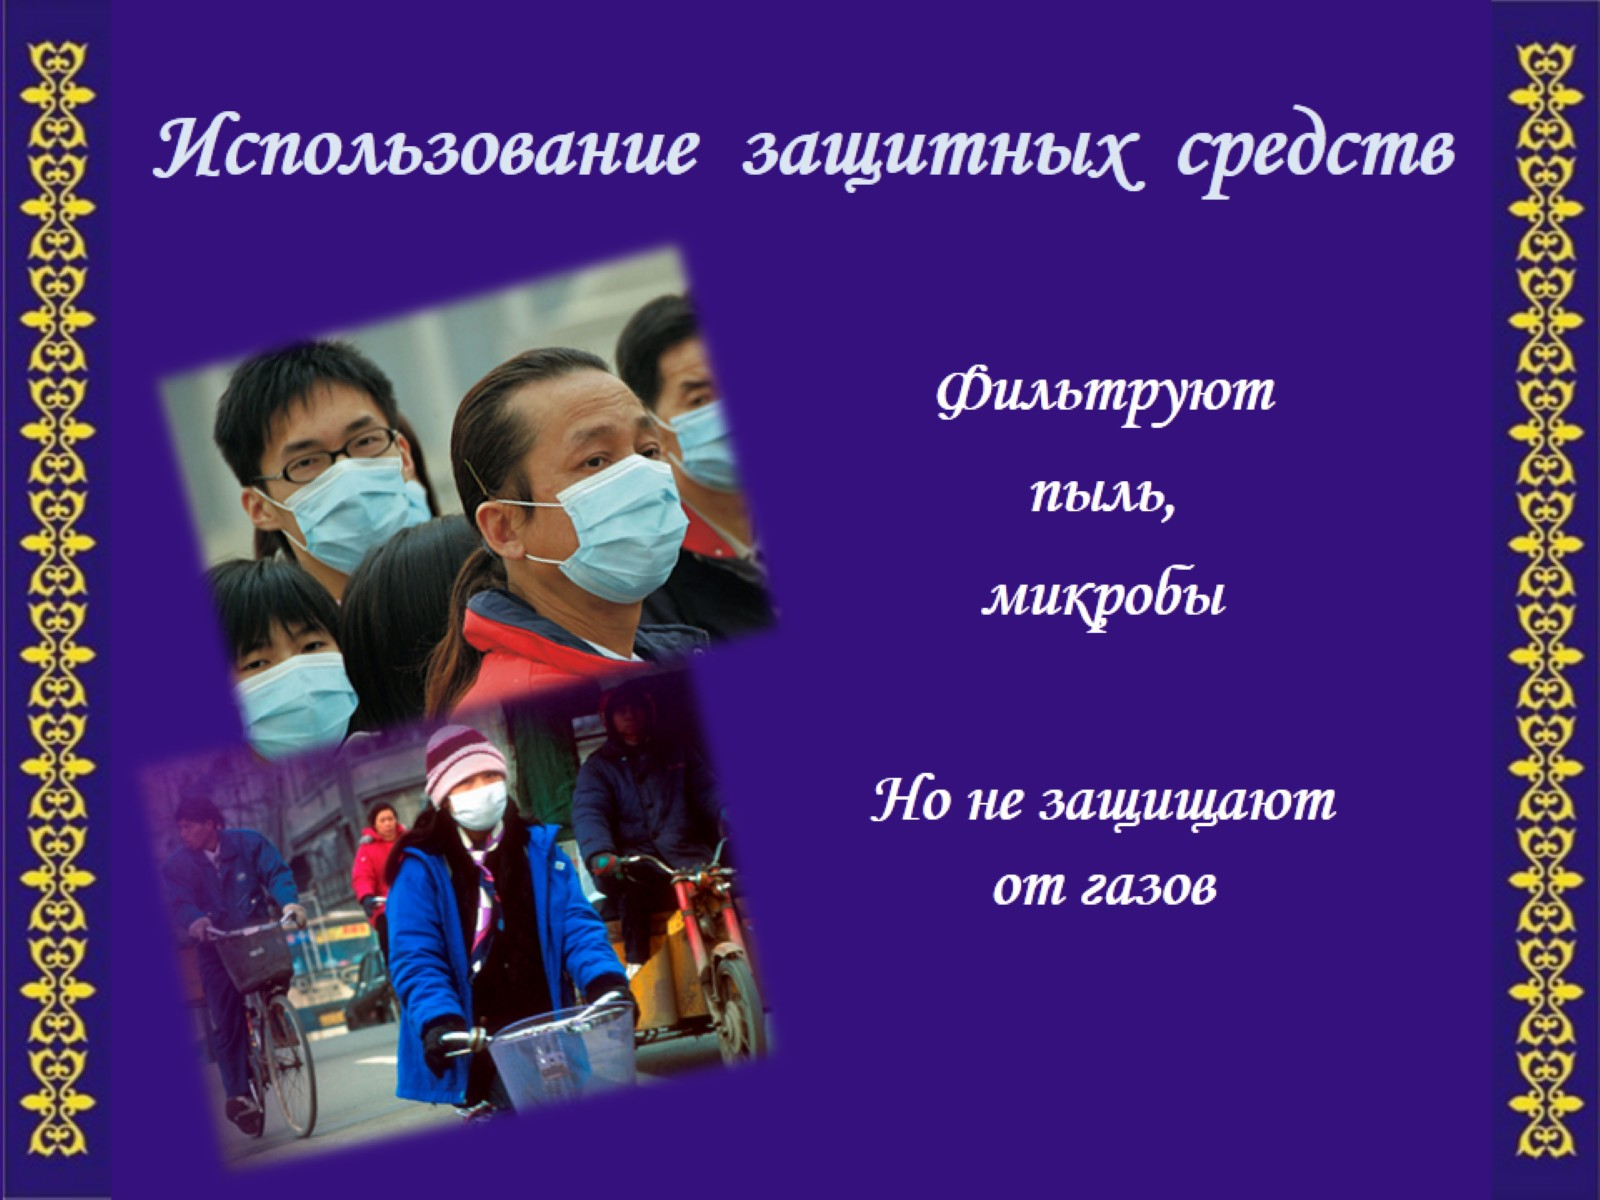 Использование защитных средств
Фильтруют
пыль,
микробы
Но не защищают
от газов